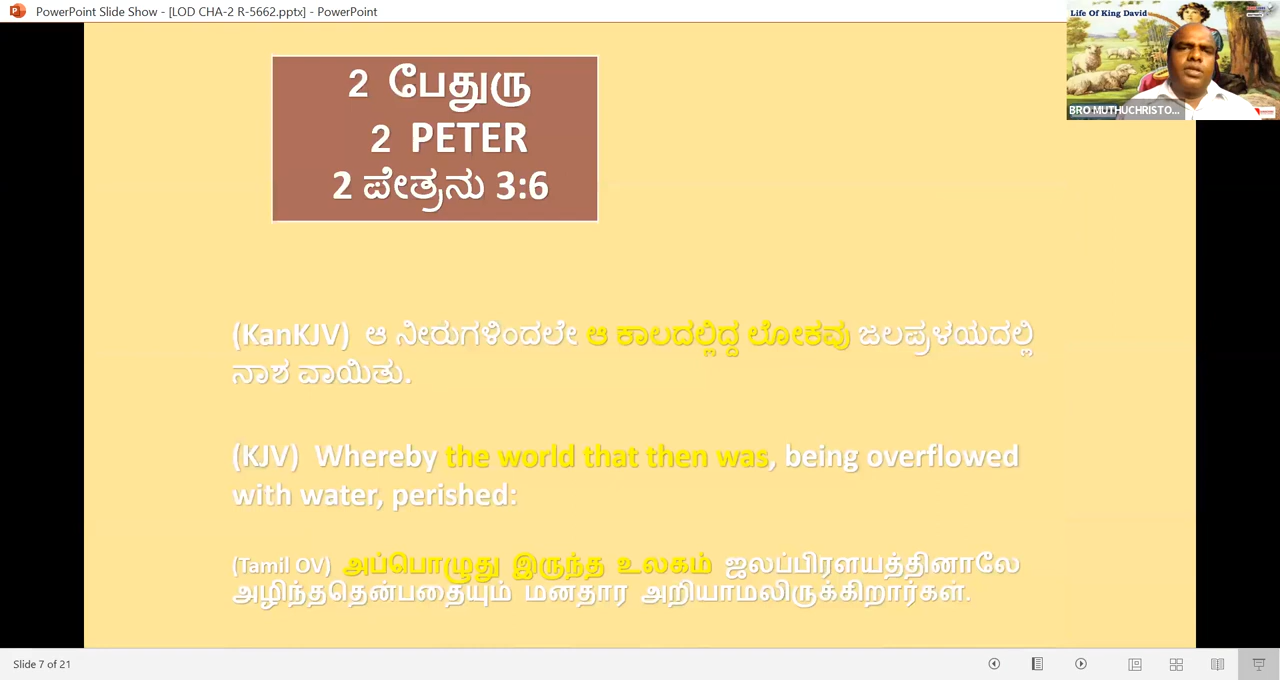 PowerPoint Slide Show - [LOD CHA-2 R-5662.pptx] - PowerPoint
Life Of King David
BRO MUTHUCHRISTO...
2 பேதுரு
2 PETER
2 ಪೇತ್ರನು 3:6
(KanKJV) ಆ ನೀರುಗಳಿಂದಲೇ ಆ ಕಾಲದಲ್ಲಿದ್ದ ಲೋಕವು ಜಲಪ್ರಳಯದಲ್ಲಿ
ನಾಶ ವಾಯಿತು.
(KJV) Whereby the world that then was, being overflowed
with water, perished:
(Tamil OV) அப்பொழுது இருந்த உலகம் ஜலப்பிரளயத்தினாலே
அழிந்ததென்பதையும் மனதார அறியாமலிருக்கிறார்கள்.
Slide 7 of 21